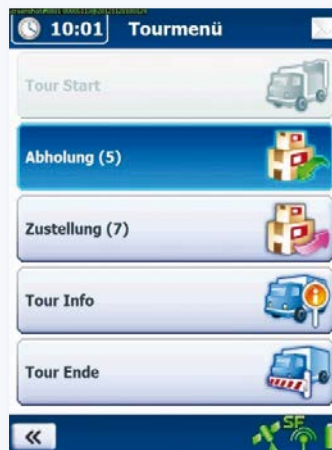 10:01 Tourmenü
Tour Start
Abholung (5)
Zustellung (7)
Tour Info
Tour Ende
«
SF